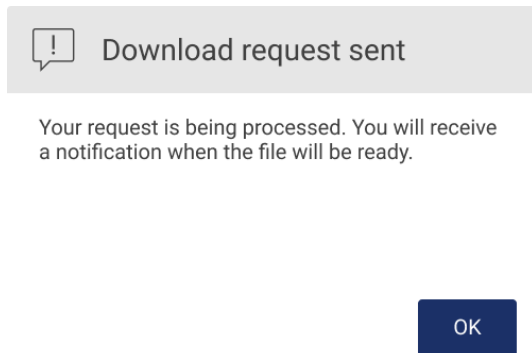 Download request sent
Your request is being processed. You will receive
a notification when the file will be ready.
OK